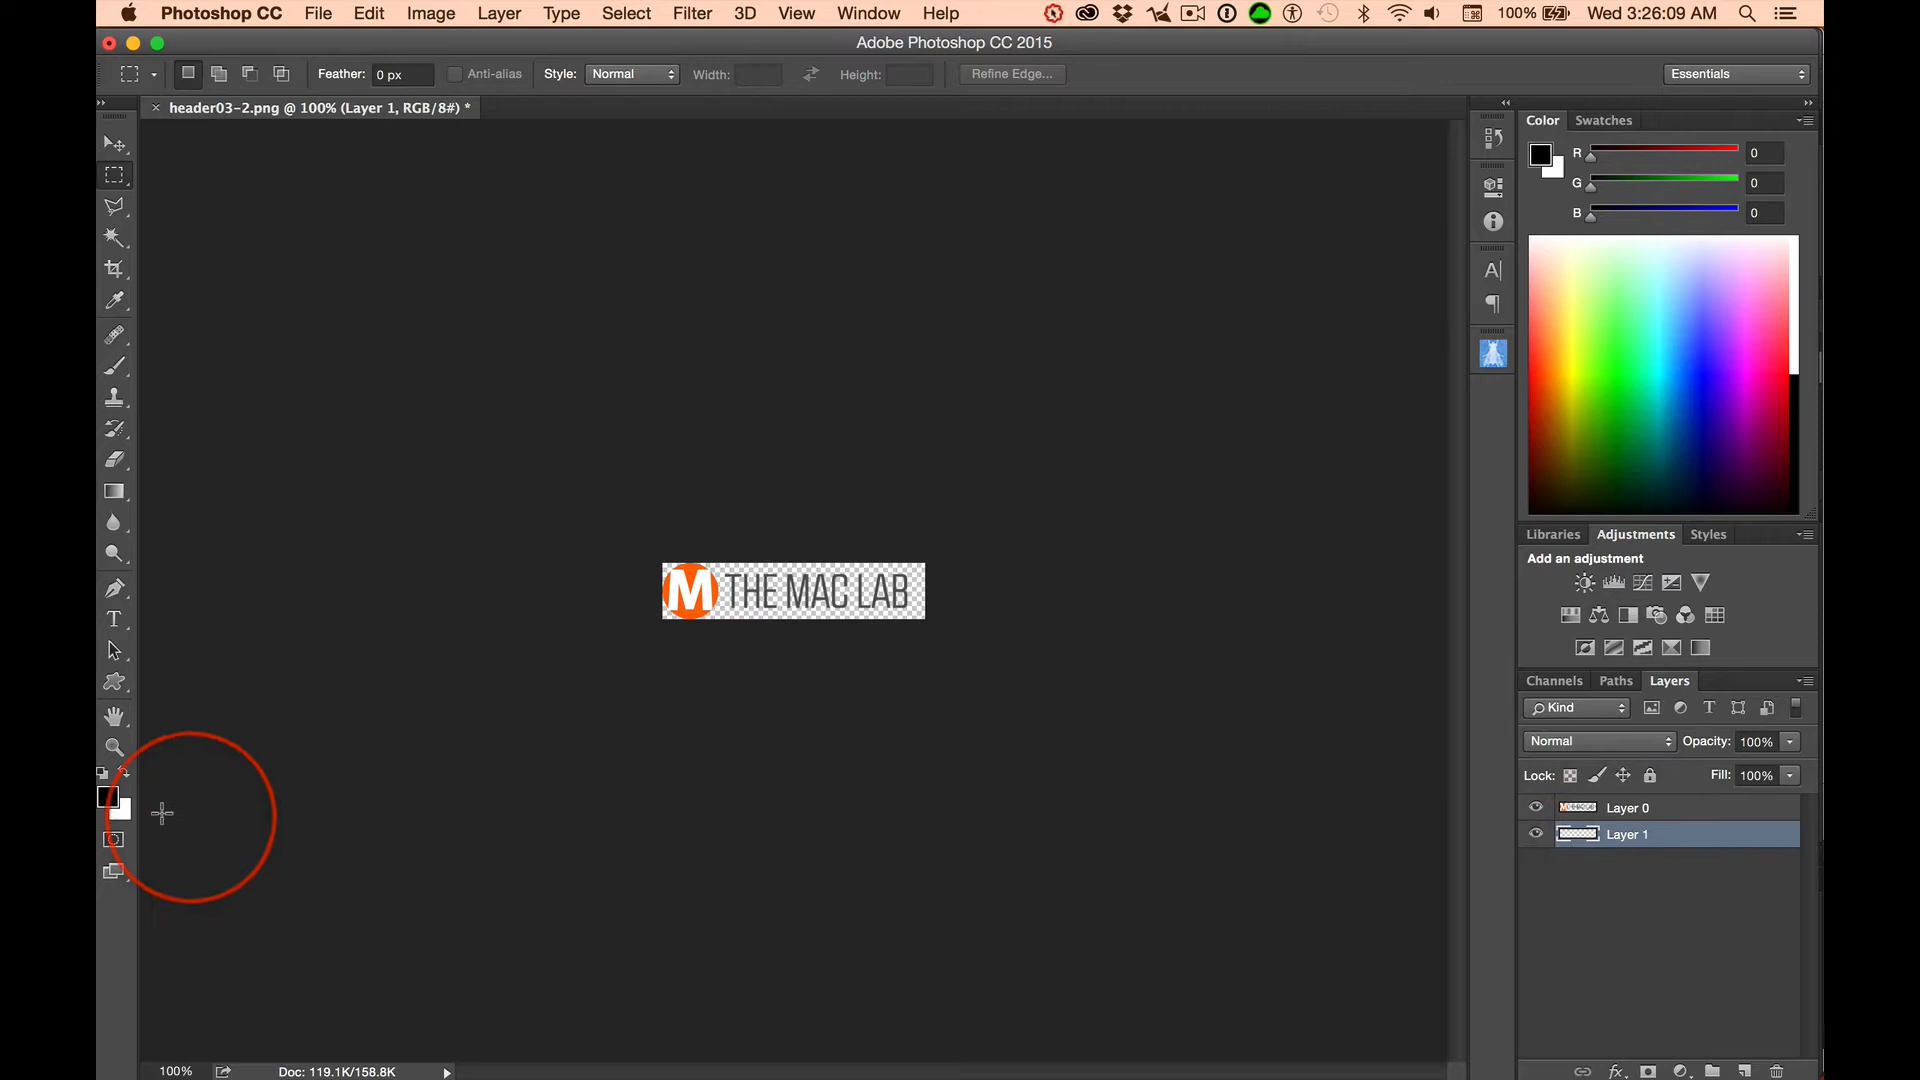 Photoshop CC File Edit Image Layer Type Select Filter 3D View Window Help 100% Wed 3:26:09 AM
Adobe Photoshop CC 2015
Feather: 0 px Anti-alias Style: Normal Width: Height: Refine Edge... Essentials
header03-2.png @ 100% (Layer 1, RGB/8#) *
Color Swatches
R 0
G 0
B 0
M THE MAC LAB
Libraries Adjustments Styles
Add an adjustment
Channels Paths Layers
Kind
Normal Opacity: 100%
Lock: Fill: 100%
Layer 0
Layer 1
100% Doc: 119.1K/158.8K
fx